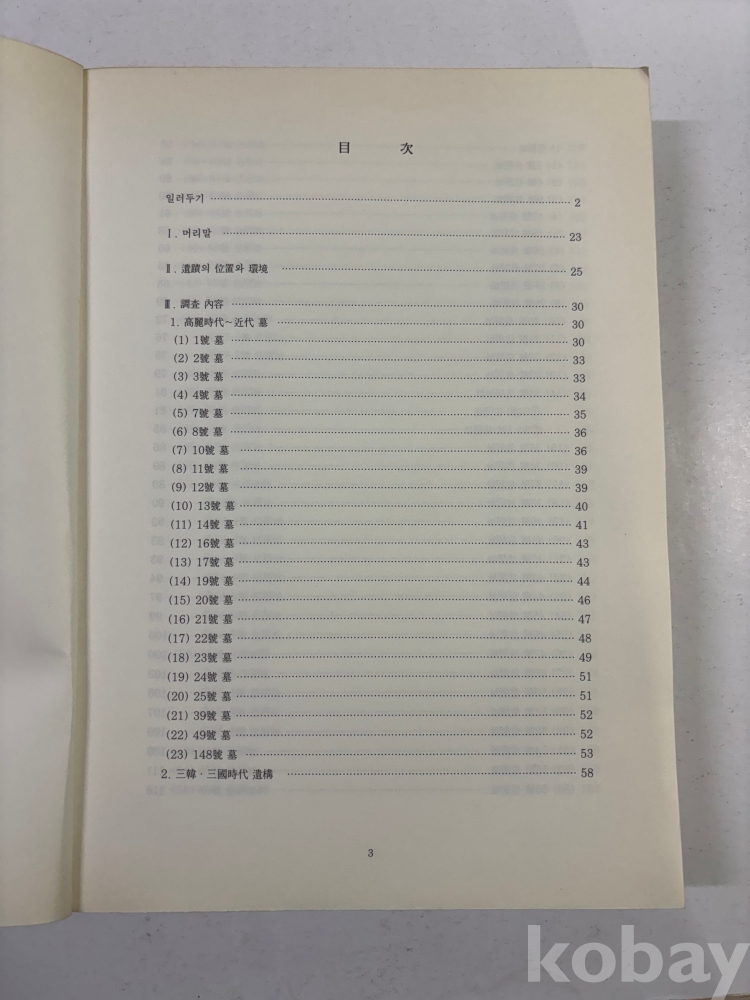 目 次
일러두기 2
Ⅰ. 머리말 23
Ⅱ. 遺蹟의 位置와 環境 25
Ⅲ. 調査 內容 30
1. 高麗時代~近代 墓 30
(1) 1號 墓 30
(2) 2號 墓 33
(3) 3號 墓 33
(4) 4號 墓 34
(5) 7號 墓 35
(6) 8號 墓 36
(7) 10號 墓 36
(8) 11號 墓 39
(9) 12號 墓 39
(10) 13號 墓 40
(11) 14號 墓 41
(12) 16號 墓 43
(13) 17號 墓 43
(14) 19號 墓 44
(15) 20號 墓 46
(16) 21號 墓 47
(17) 22號 墓 48
(18) 23號 墓 49
(19) 24號 墓 51
(20) 25號 墓 51
(21) 39號 墓 52
(22) 49號 墓 52
(23) 148號 墓 53
2. 三韓·三國時代 遺構 58
3
kobay